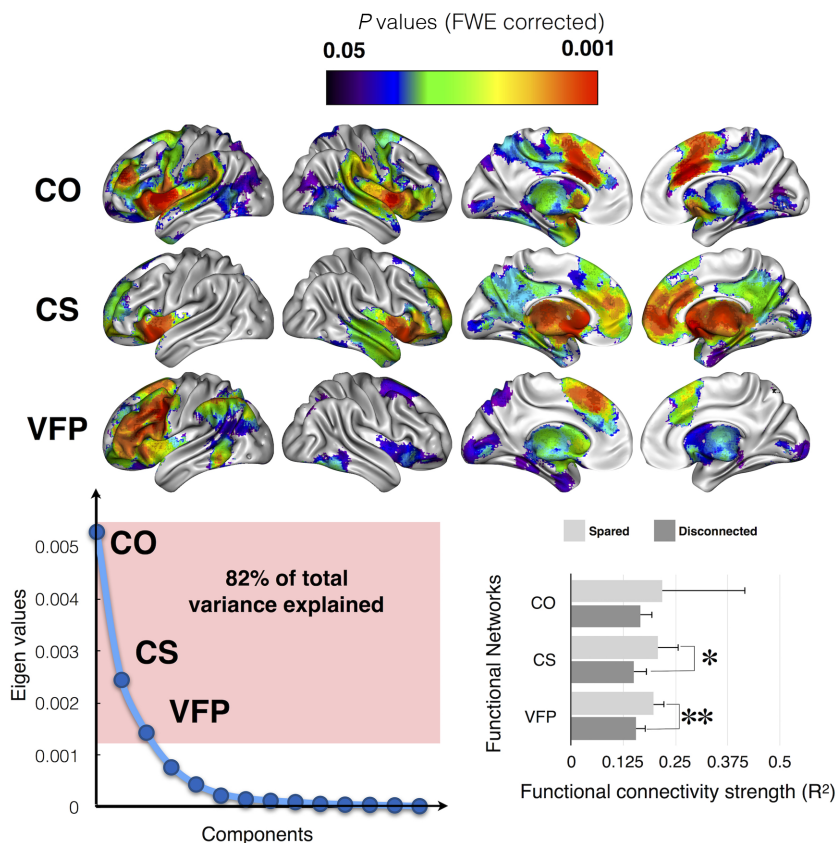 P values (FWE corrected)
0.05 0.001
CO
CS
VFP
CO
CS
VFP
82% of total
variance explained
Eigen values
0.005
0.004
0.003
0.002
0.001
0
Components
Spared Disconnected
Functional Networks
CO
CS
VFP
*
**
0 0.125 0.25 0.375 0.5
Functional connectivity strength (R²)